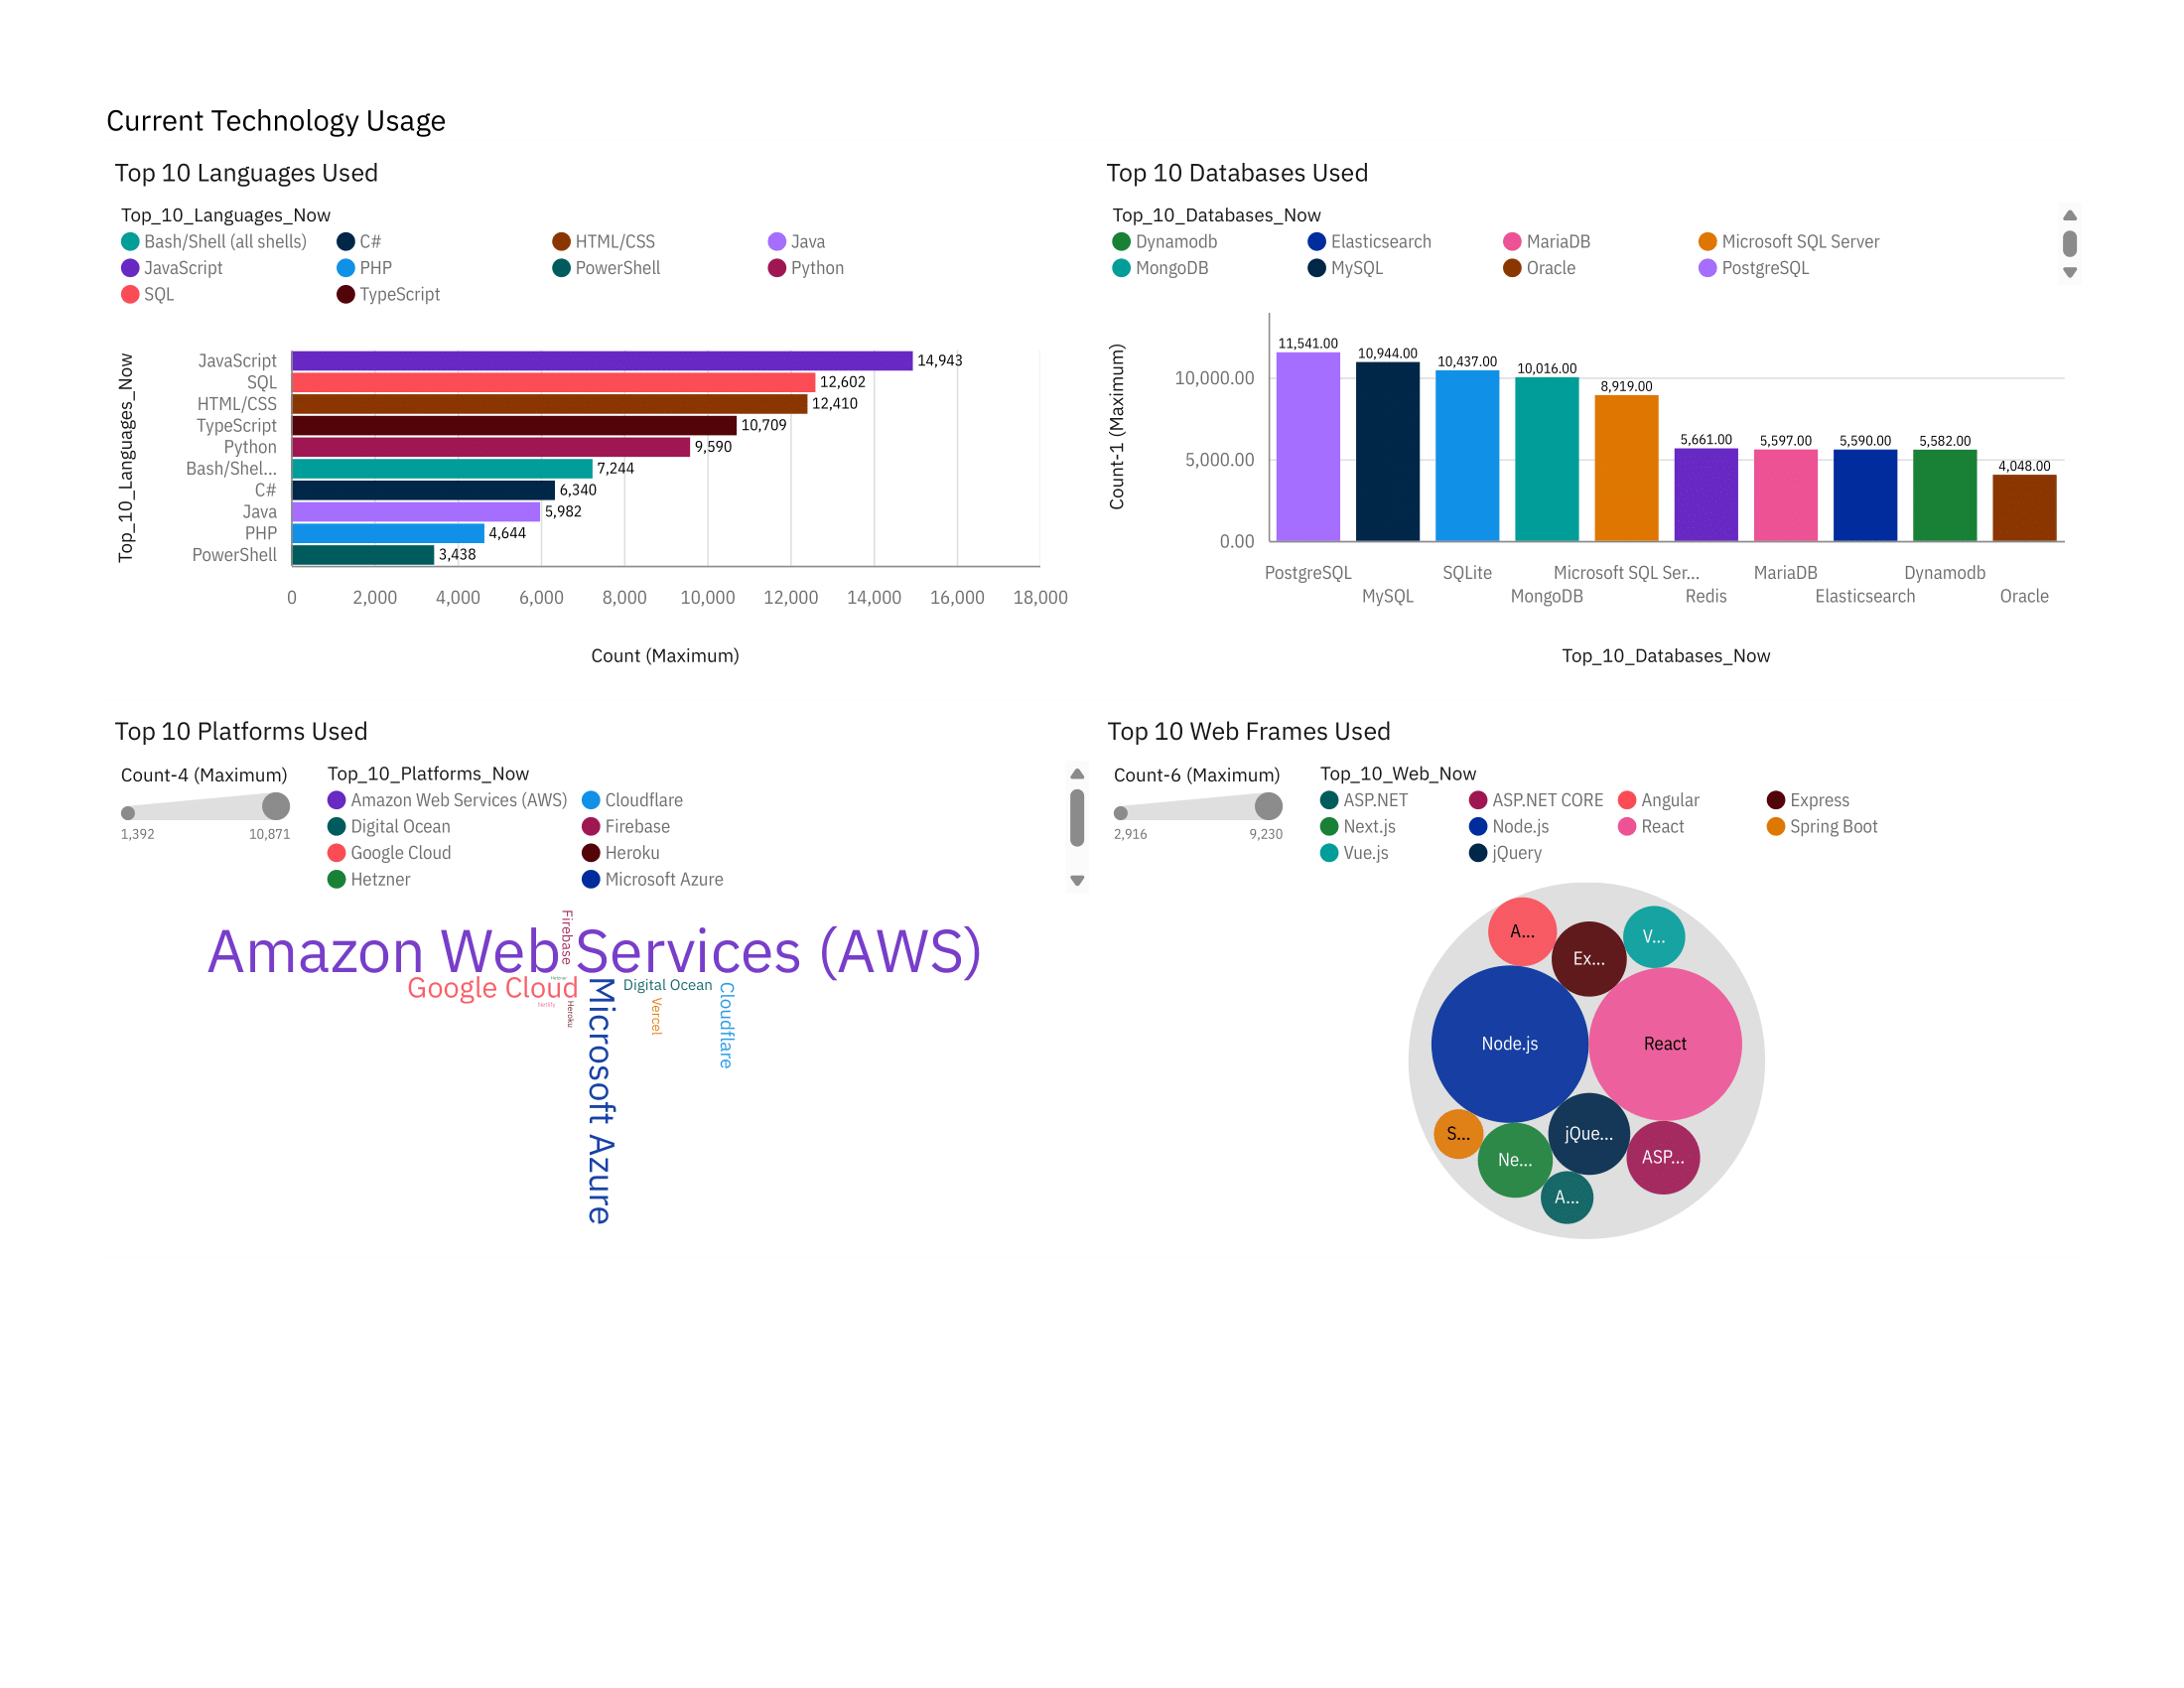 Current Technology Usage
Top 10 Languages Used
Top_10_Languages_Now
Bash/Shell (all shells) C# HTML/CSS Java
JavaScript PHP PowerShell Python
SQL TypeScript
Top_10_Languages_Now
JavaScript 14,943
SQL 12,602
HTML/CSS 12,410
TypeScript 10,709
Python 9,590
Bash/Shel... 7,244
C# 6,340
Java 5,982
PHP 4,644
PowerShell 3,438
0 2,000 4,000 6,000 8,000 10,000 12,000 14,000 16,000 18,000
Count (Maximum)
Top 10 Databases Used
Top_10_Databases_Now
Dynamodb Elasticsearch MariaDB Microsoft SQL Server
MongoDB MySQL Oracle PostgreSQL
Count-1 (Maximum)
10,000.00
5,000.00
0.00
11,541.00 10,944.00 10,437.00 10,016.00 8,919.00 5,661.00 5,597.00 5,590.00 5,582.00 4,048.00
PostgreSQL SQLite Microsoft SQL Ser... MariaDB Dynamodb
MySQL MongoDB Redis Elasticsearch Oracle
Top_10_Databases_Now
Top 10 Platforms Used
Count-4 (Maximum)
1,392 10,871
Top_10_Platforms_Now
Amazon Web Services (AWS) Cloudflare
Digital Ocean Firebase
Google Cloud Heroku
Hetzner Microsoft Azure
Firebase
Amazon Web Services (AWS)
Hetzner
Google Cloud
Netlify
Heroku
Microsoft Azure
Digital Ocean
Vercel
Cloudflare
Top 10 Web Frames Used
Count-6 (Maximum)
2,916 9,230
Top_10_Web_Now
ASP.NET ASP.NET CORE Angular Express
Next.js Node.js React Spring Boot
Vue.js jQuery
A...
Ex...
V...
Node.js
React
S...
Ne...
jQue...
ASP...
A...